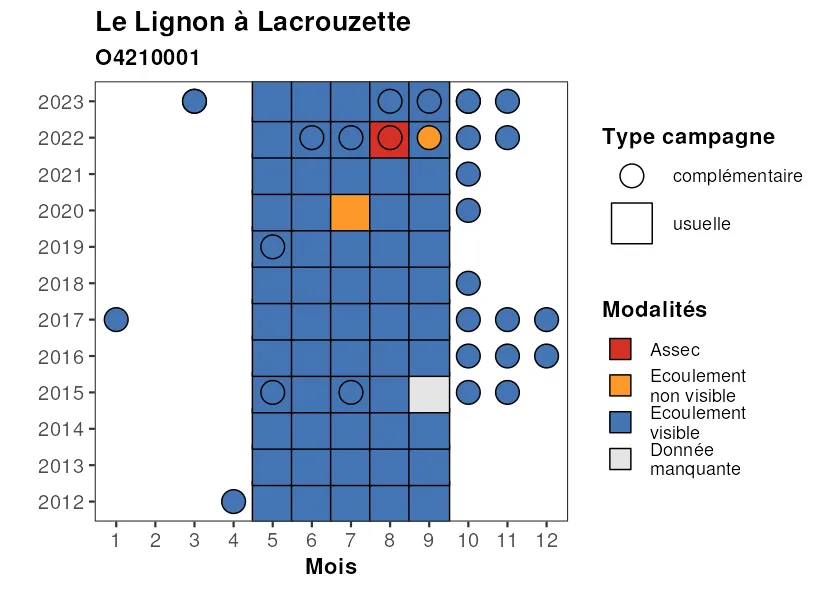 Le Lignon à Lacrouzette
O4210001
2023
2022
2021
2020
2019
2018
2017
2016
2015
2014
2013
2012
1 2 3 4 5 6 7 8 9 10 11 12
Mois
Type campagne
complémentaire
usuelle
Modalités
Assec
Ecoulement
non visible
Ecoulement
visible
Donnée
manquante